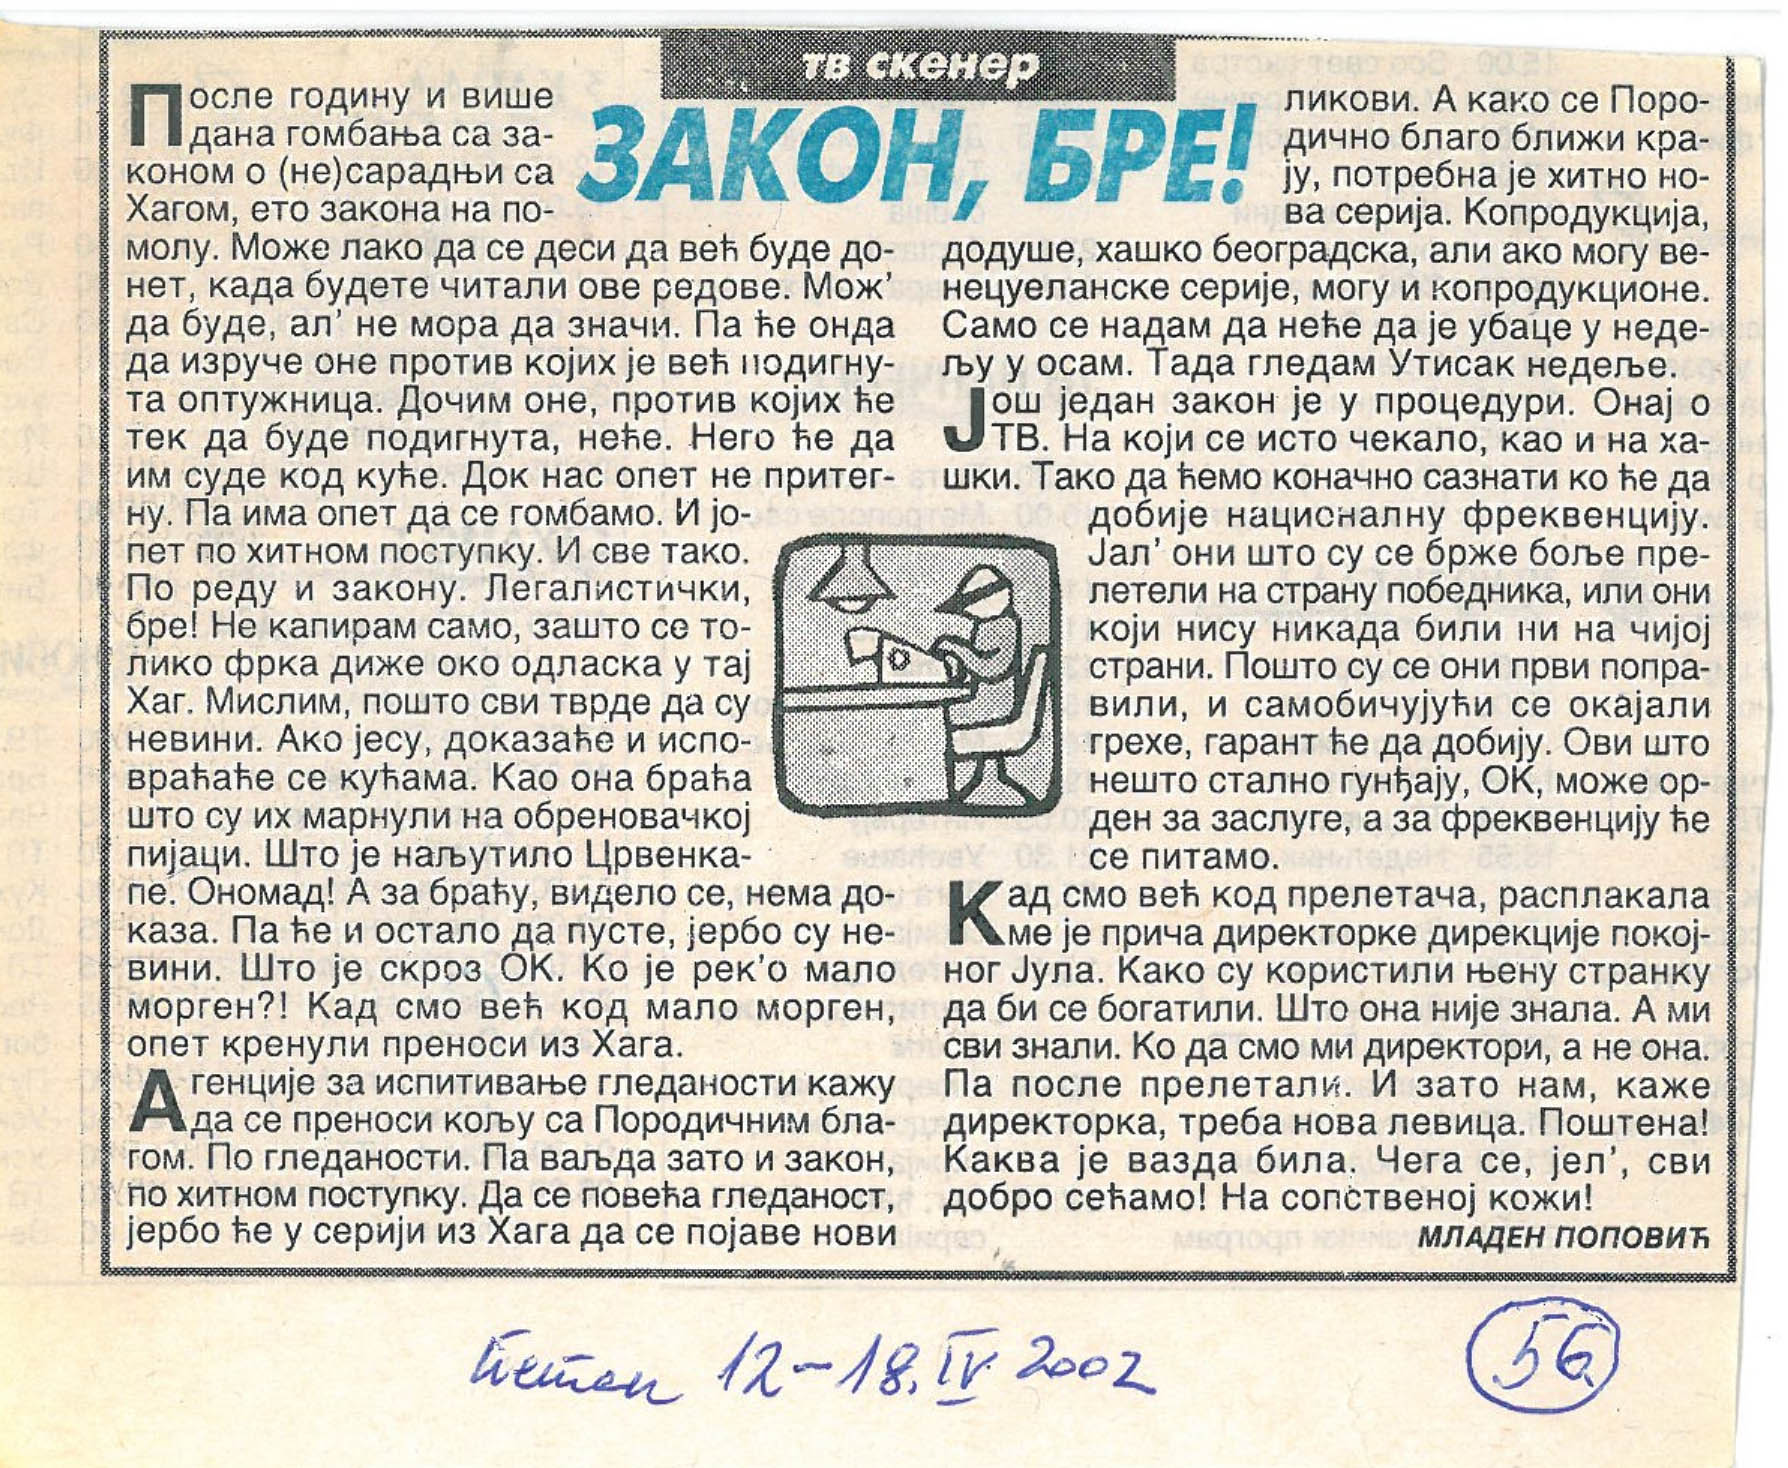 тв скенер
ЗАКОН, БРЕ!
После годину и више
дана гомбања са за-
коном о (не)сарадњи са
Хагом, ето закона на по-
молу. Може лако да се деси да већ буде до-
нет, када будете читали ове редове. Мож'
да буде, ал' не мора да значи. Па ће онда
да изруче оне против којих је већ подигну-
та оптужница. Дочим оне, против којих ће
тек да буде подигнута, неће. Него ће да
им суде код куће. Док нас опет не притег-
ну. Па има опет да се гомбамо. И јо-
пет по хитном поступку. И све тако.
По реду и закону. Легалистички,
бре! Не капирам само, зашто се то-
лико фрка диже око одласка у тај
Хаг. Мислим, пошто сви тврде да су
невини. Ако јесу, доказаће и испо-
враћаће се кућама. Као она браћа
што су их марнули на обреновачкој
пијаци. Што је наљутило Црвенка-
пе. Ономад! А за браћу, видело се, нема до-
каза. Па ће и остало да пусте, јербо су не-
вини. Што је скроз ОК. Ко је рек'о мало
морген?! Кад смо већ код мало морген,
опет кренули преноси из Хага.
Агенције за испитивање гледаности кажу
да се преноси кољу са Породичним бла-
гом. По гледаности. Па ваљда зато и закон,
по хитном поступку. Да се повећа гледаност,
јербо ће у серији из Хага да се појаве нови
ликови. А како се Поро-
дично благо ближи кра-
ју, потребна је хитно но-
ва серија. Копродукција,
додуше, хашко београдска, али ако могу ве-
нецуеланске серије, могу и копродукционе.
Само се надам да неће да је убаце у неде-
љу у осам. Тада гледам Утисак недеље.
Још један закон је у процедури. Онај о
ТВ. На који се исто чекало, као и на ха-
шки. Тако да ћемо коначно сазнати ко ће да
добије националну фреквенцију.
Јал' они што су се брже боље пре-
летели на страну победника, или они
који нису никада били ни на чијој
страни. Пошто су се они први попра-
вили, и самобичујући се окајали
грехе, гарант ће да добију. Ови што
нешто стално гунђају, ОК, може ор-
ден за заслуге, а за фреквенцију ће
се питамо.
Кад смо већ код прелетача, расплакала
ме је прича директорке дирекције покој-
ног Јула. Како су користили њену странку
да би се богатили. Што она није знала. А ми
сви знали. Ко да смо ми директори, а не она.
Па после прелетали. И зато нам, каже
директорка, треба нова левица. Поштена!
Каква је вазда била. Чега се, јел', сви
добро сећамо! На сопственој кожи!
МЛАДЕН ПОПОВИЋ
Петак 12-18. IV 2002
56